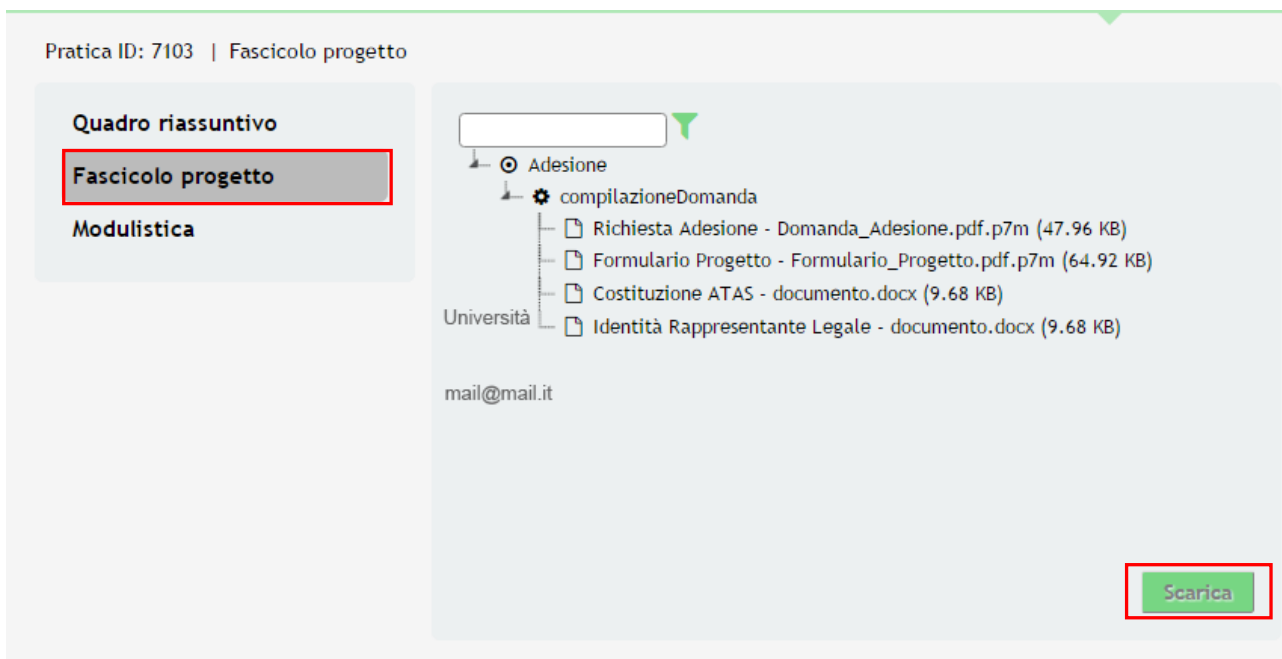 Pratica ID: 7103 | Fascicolo progetto
Quadro riassuntivo
Fascicolo progetto
Modulistica
Adesione
compilazioneDomanda
Richiesta Adesione - Domanda_Adesione.pdf.p7m (47.96 KB)
Formulario Progetto - Formulario_Progetto.pdf.p7m (64.92 KB)
Costituzione ATAS - documento.docx (9.68 KB)
Università
Identità Rappresentante Legale - documento.docx (9.68 KB)
mail@mail.it
Scarica